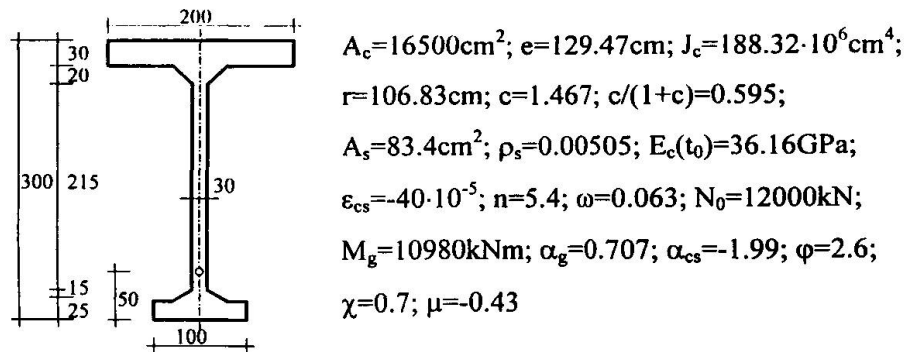 200
30
20
300
215
30
15
25
50
100
A_c=16500cm²; e=129.47cm; J_c=188.32·10⁶cm⁴;
r=106.83cm; c=1.467; c/(1+c)=0.595;
A_s=83.4cm²; ρ_s=0.00505; E_c(t₀)=36.16GPa;
ε_cs=-40·10⁻⁵; n=5.4; ω=0.063; N₀=12000kN;
M_g=10980kNm; α_g=0.707; α_cs=-1.99; φ=2.6;
χ=0.7; μ=-0.43